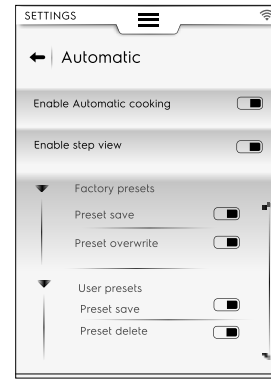 SETTINGS
Automatic
Enable Automatic cooking
Enable step view
Factory presets
Preset save
Preset overwrite
User presets
Preset save
Preset delete